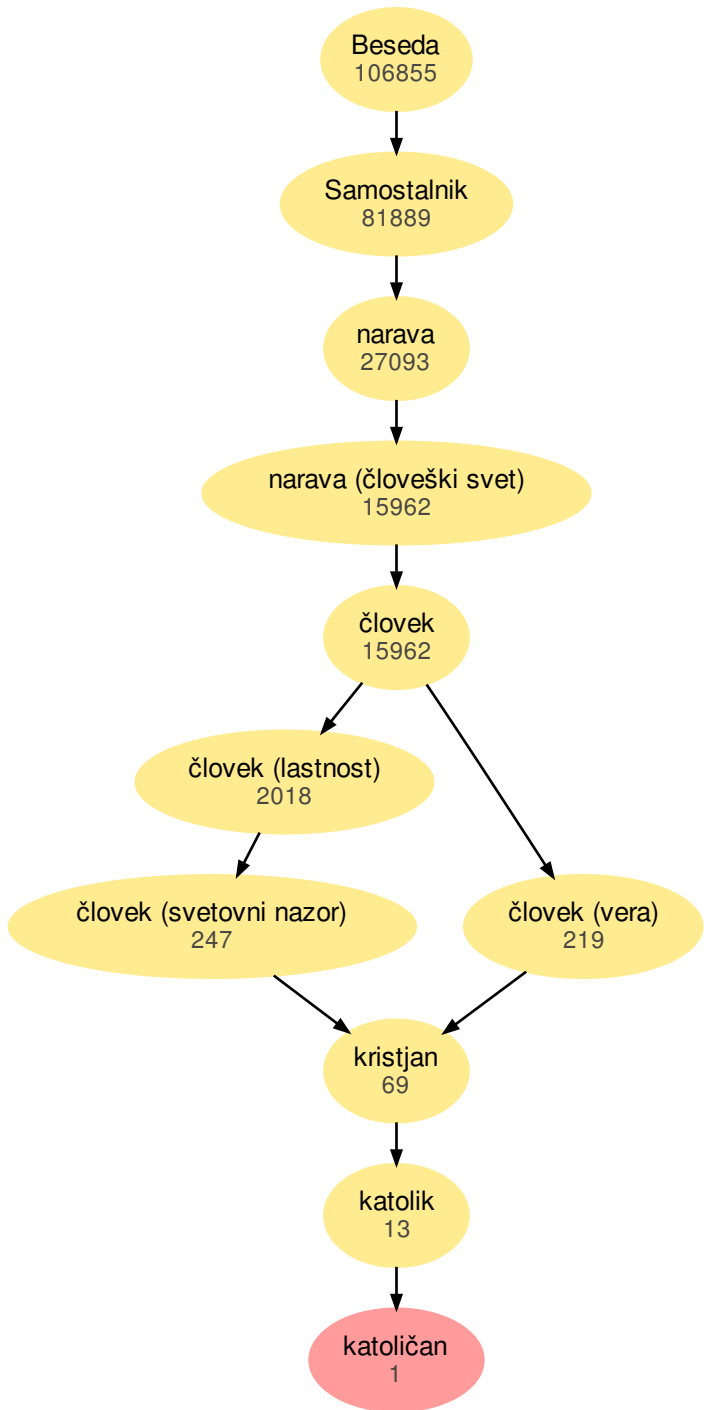 Beseda
106855
Samostalnik
81889
narava
27093
narava (človeški svet)
15962
človek
15962
človek (lastnost)
2018
človek (svetovni nazor)
247
človek (vera)
219
kristjan
69
katolik
13
katoličan
1